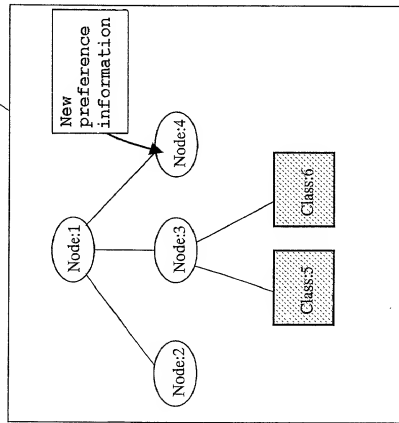 New
preference
information
Node:1
Node:2
Node:3
Node:4
Class:5
Class:6